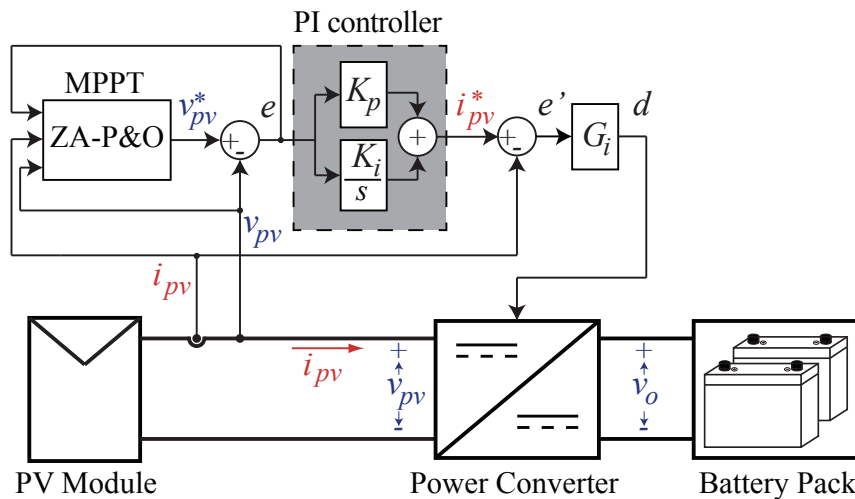 PI controller
MPPT
ZA-P&O
v*pv
+
-
e
Kp
Ki
s
+
i*pv
+
-
e’
Gi
d
vpv
ipv
ipv
+
vpv
-
+
vo
-
PV Module
Power Converter
Battery Pack